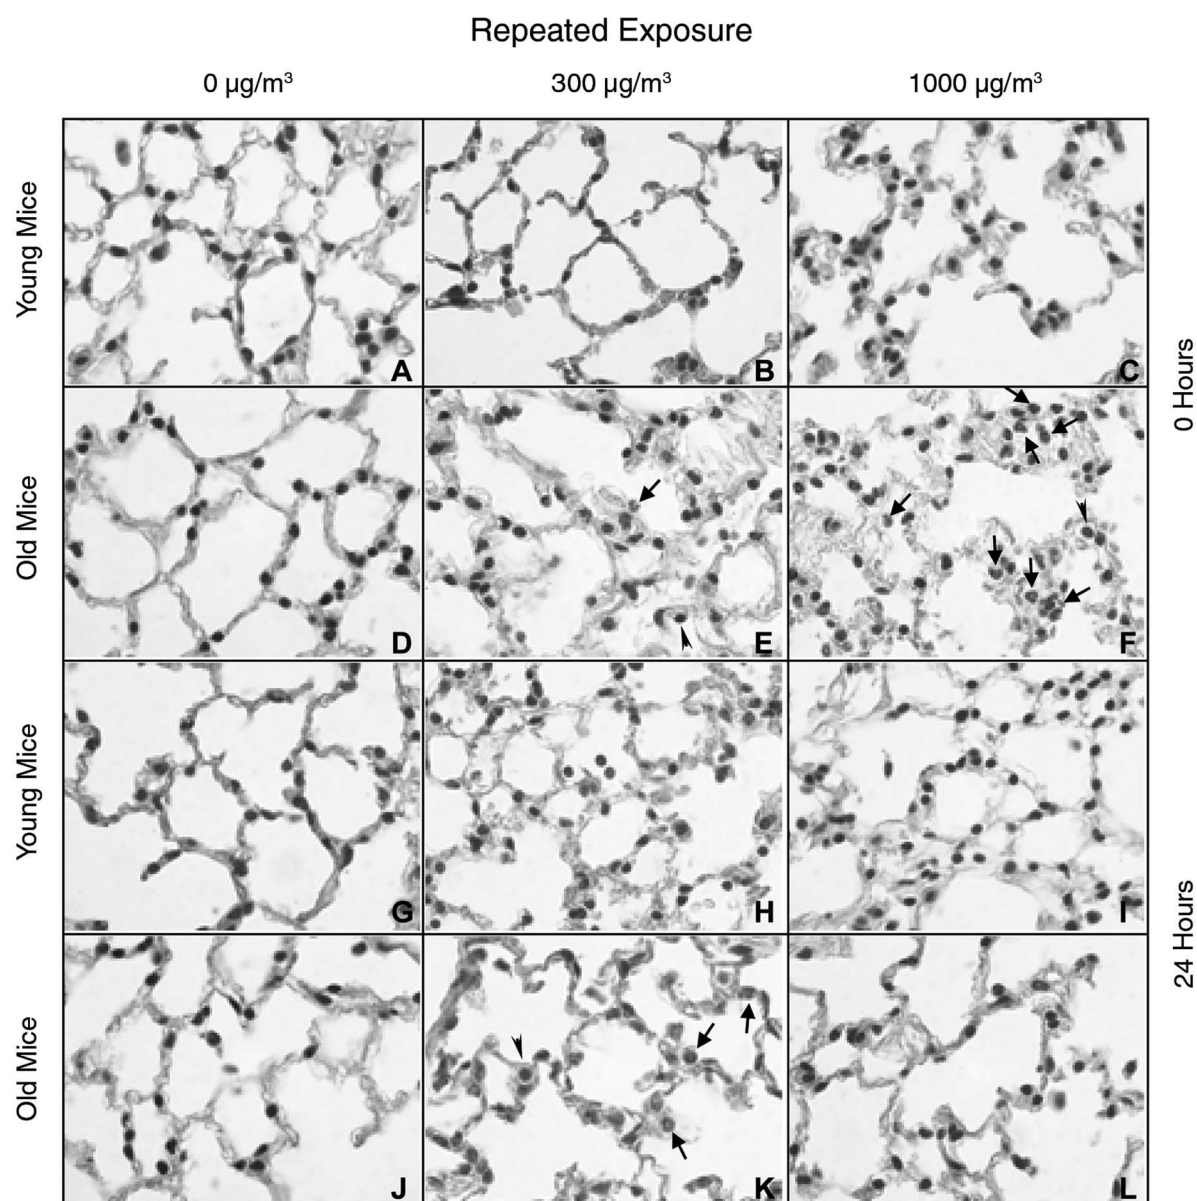 Repeated Exposure
0 µg/m³ 300 µg/m³ 1000 µg/m³
Young Mice
A B C
0 Hours
Old Mice
D E F
Young Mice
G H I
24 Hours
Old Mice
J K L